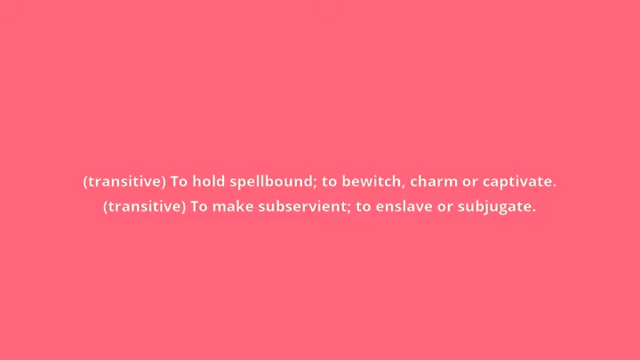 (transitive) To hold spellbound; to bewitch, charm or captivate.
(transitive) To make subservient; to enslave or subjugate.